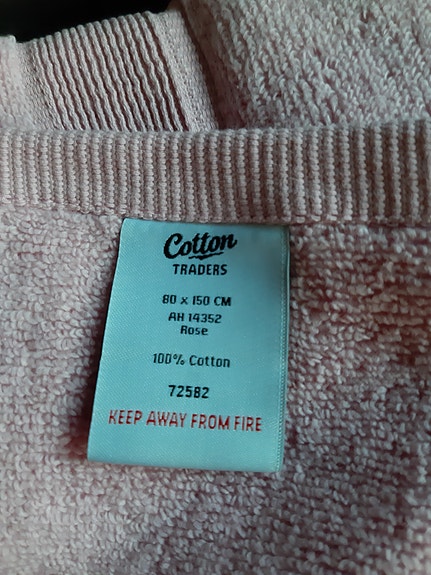 Cotton
TRADERS
80 x 150 CM
AH 14352
Rose
100% Cotton
72582
KEEP AWAY FROM FIRE